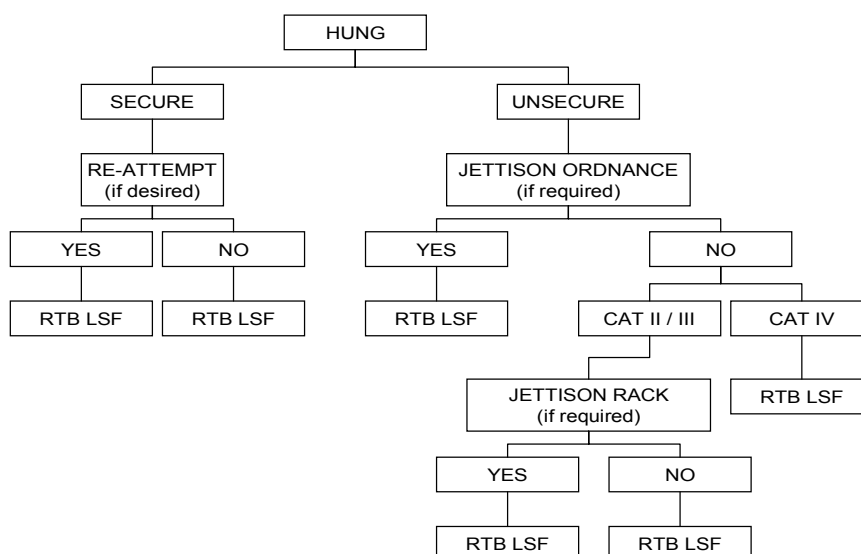 HUNG
SECURE
UNSECURE
RE-ATTEMPT
(if desired)
JETTISON ORDNANCE
(if required)
YES
NO
YES
NO
RTB LSF
RTB LSF
RTB LSF
CAT II / III
CAT IV
JETTISON RACK
(if required)
RTB LSF
YES
NO
RTB LSF
RTB LSF